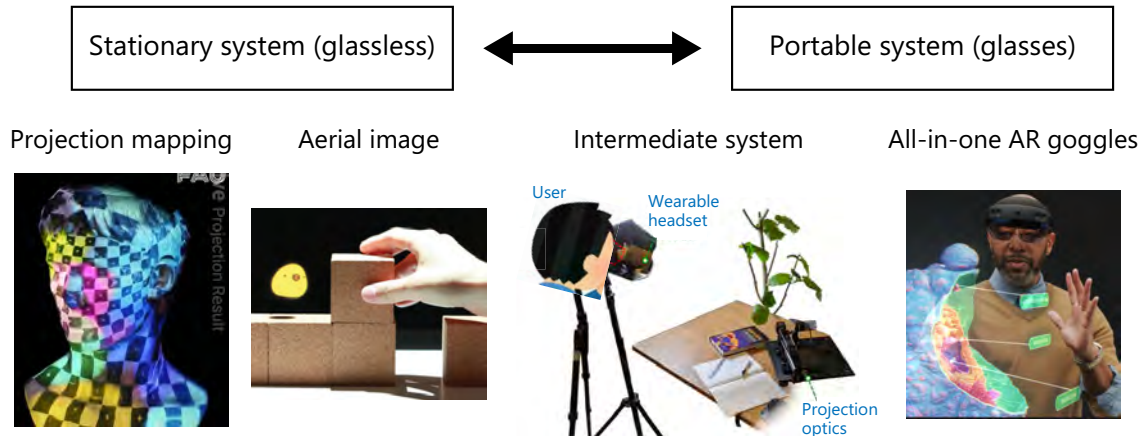 Stationary system (glassless)
Portable system (glasses)
Projection mapping
Aerial image
Intermediate system
All-in-one AR goggles
Projection Result
User
Wearable
headset
Projection
optics